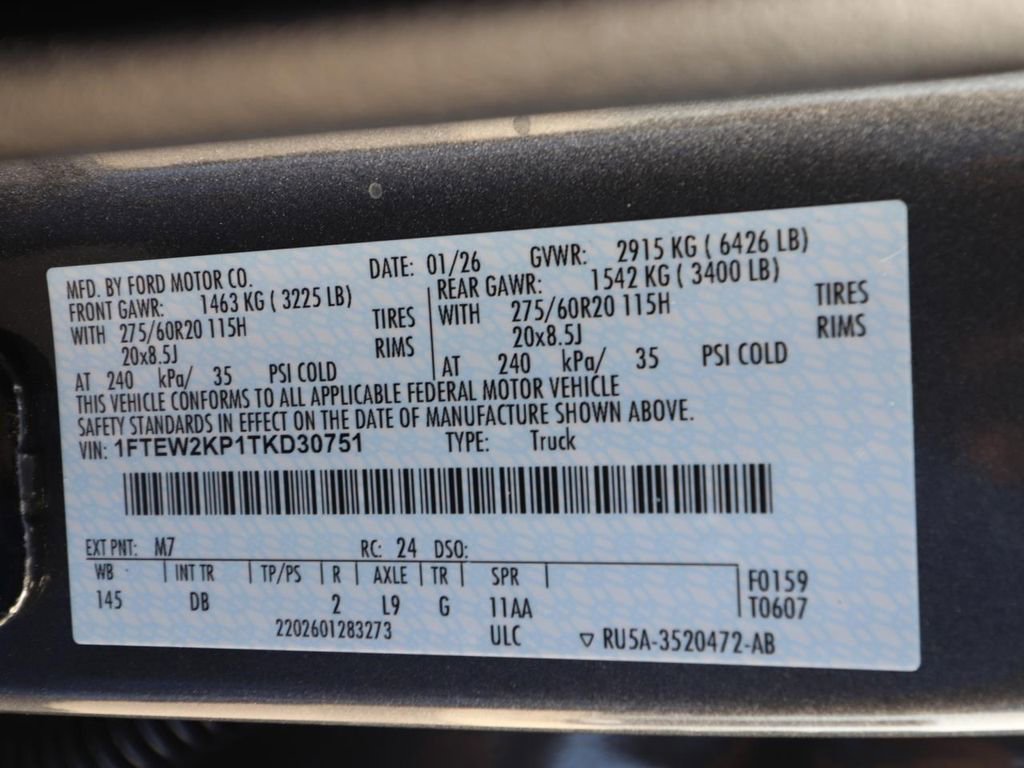 MFD. BY FORD MOTOR CO. DATE: 01/26 GVWR: 2915 KG ( 6426 LB)
FRONT GAWR: 1463 KG ( 3225 LB) REAR GAWR: 1542 KG ( 3400 LB)
WITH 275/60R20 115H TIRES WITH 275/60R20 115H TIRES
20x8.5J RIMS 20x8.5J RIMS
AT 240 kPa/ 35 PSI COLD AT 240 kPa/ 35 PSI COLD
THIS VEHICLE CONFORMS TO ALL APPLICABLE FEDERAL MOTOR VEHICLE
SAFETY STANDARDS IN EFFECT ON THE DATE OF MANUFACTURE SHOWN ABOVE.
VIN: 1FTEW2KP1TKD30751 TYPE: Truck
EXT PNT: M7 RC: 24 DSO:
WB INT TR TP/PS R AXLE TR SPR F0159
145 DB 2 L9 G 11AA T0607
2202601283273 ULC ▽ RU5A-3520472-AB